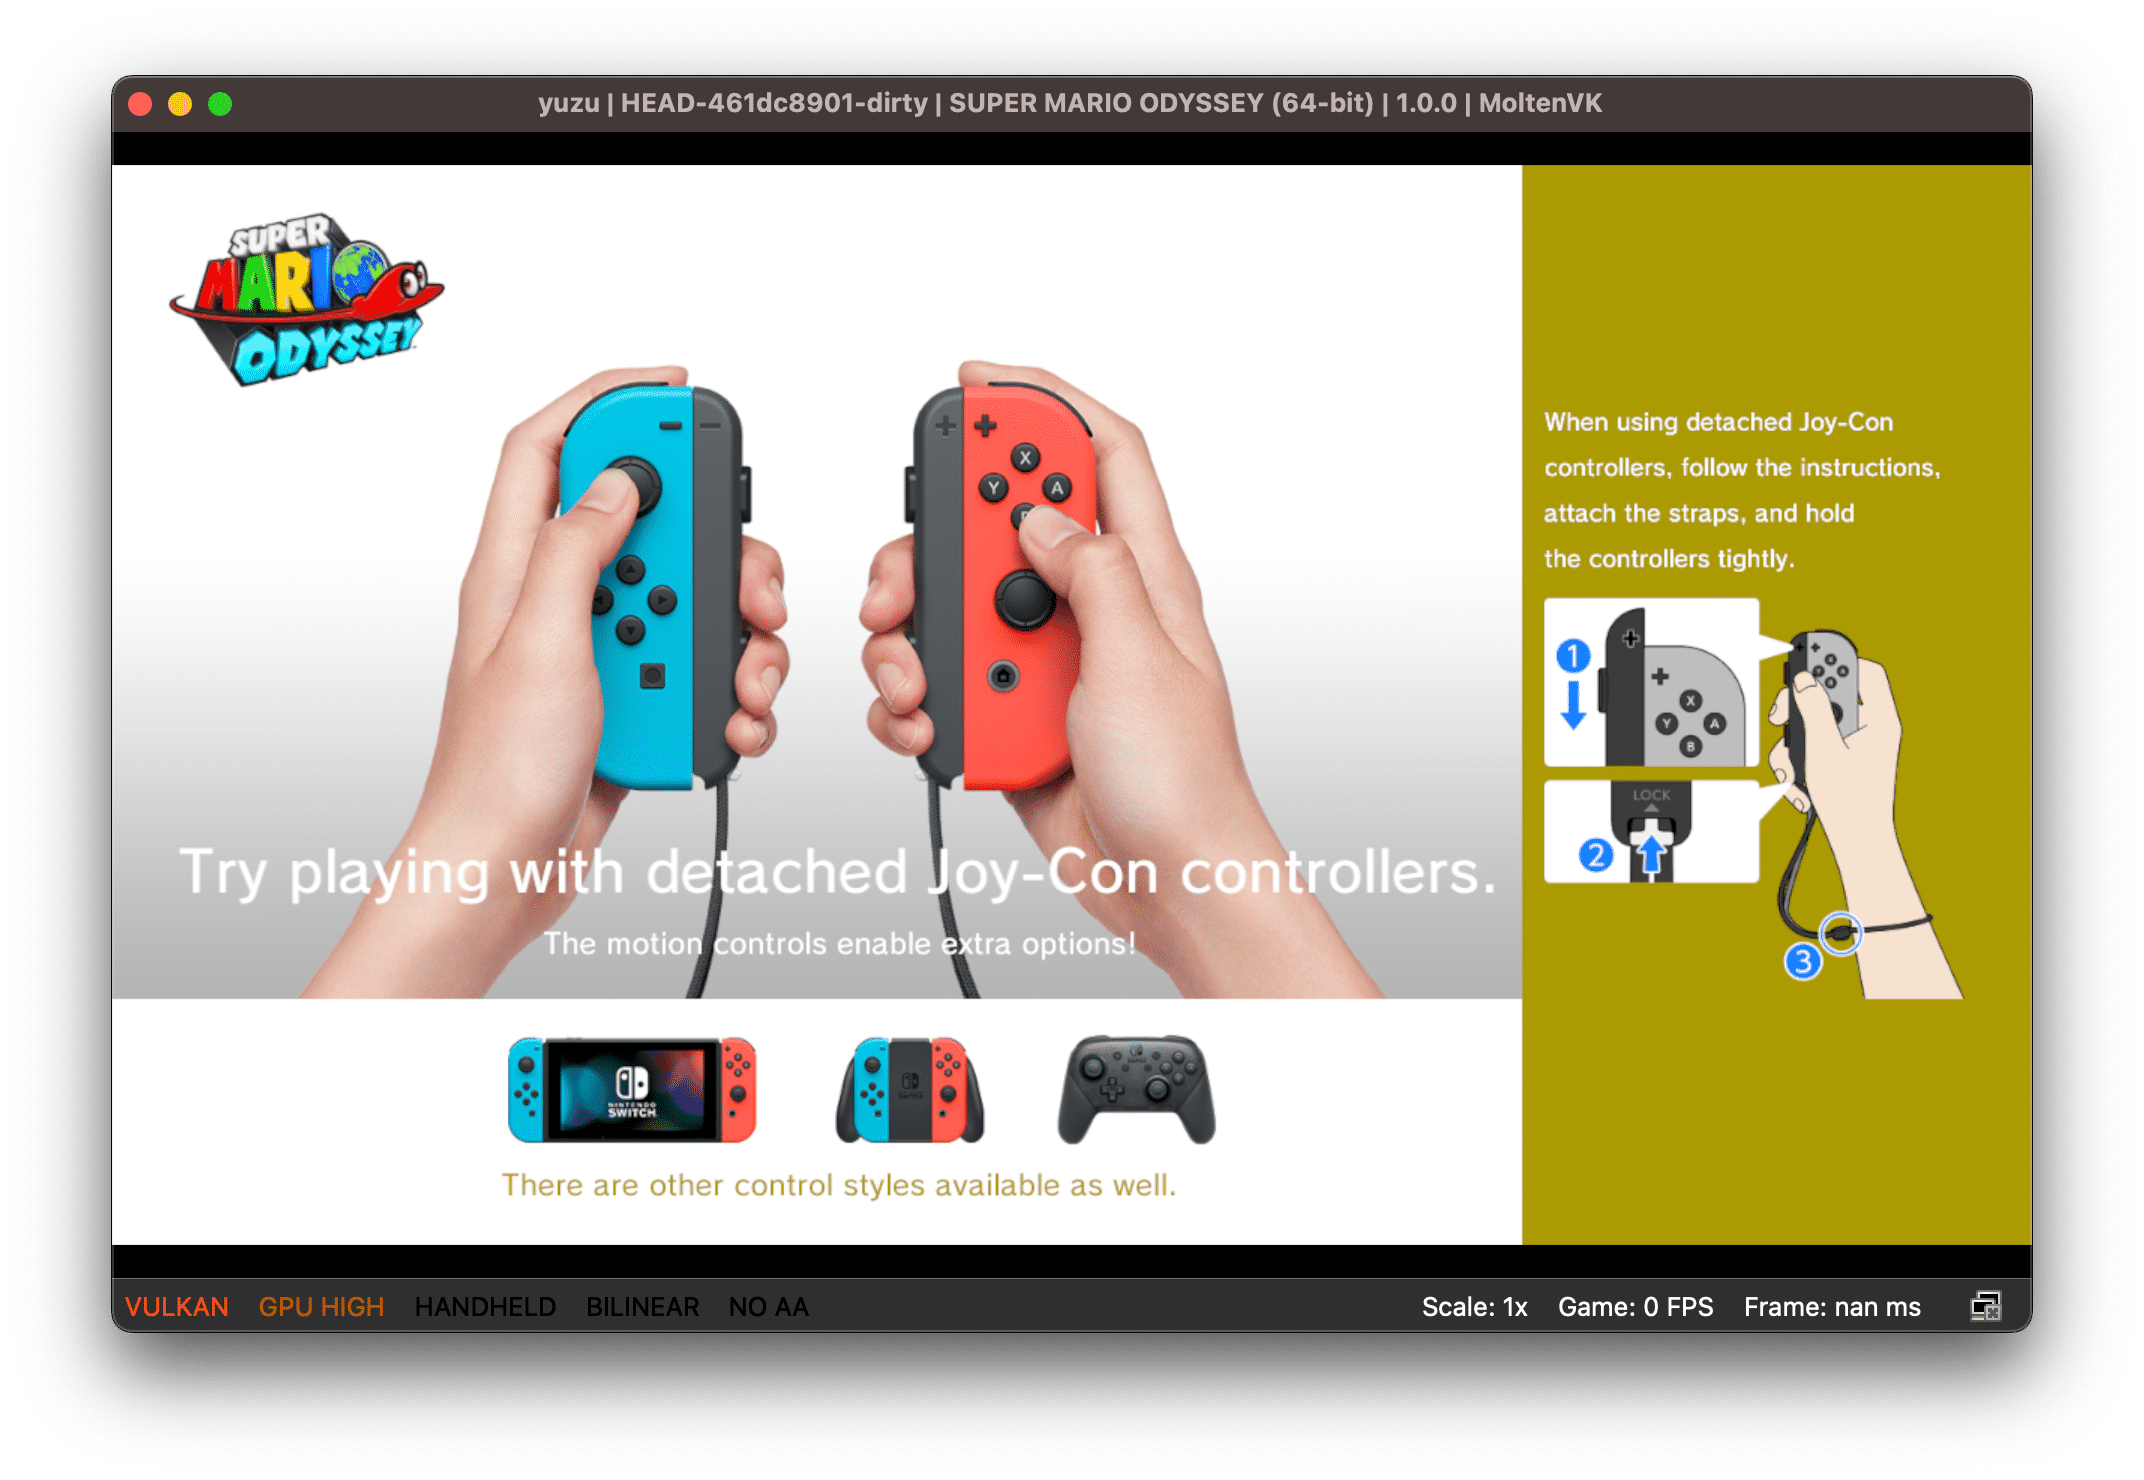 yuzu | HEAD-461dc8901-dirty | SUPER MARIO ODYSSEY (64-bit) | 1.0.0 | MoltenVK
SUPER
MARIO
ODYSSEY
X
Y A
When using detached Joy-Con
controllers, follow the instructions,
attach the straps, and hold
the controllers tightly.
1
X
Y A
B
LOCK
2
3
Try playing with detached Joy-Con controllers.
The motion controls enable extra options!
NINTENDO
SWITCH
There are other control styles available as well.
VULKAN GPU HIGH HANDHELD BILINEAR NO AA Scale: 1x Game: 0 FPS Frame: nan ms